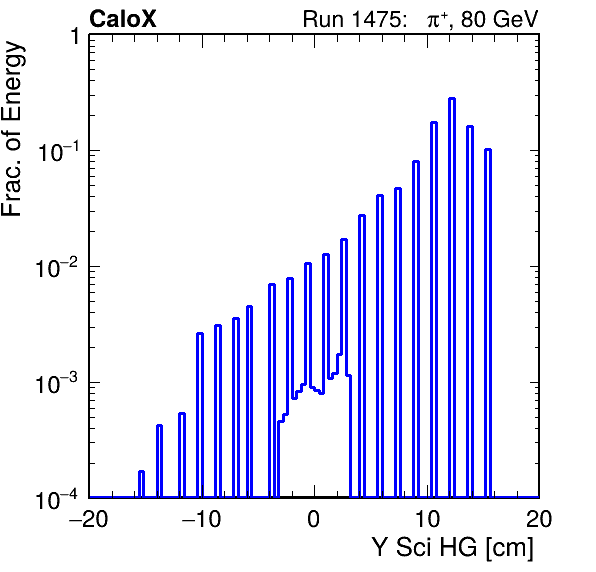 CaloX Run 1475: π⁺, 80 GeV
Frac. of Energy
1
10⁻¹
10⁻²
10⁻³
10⁻⁴
−20 −10 0 10 20
Y Sci HG [cm]